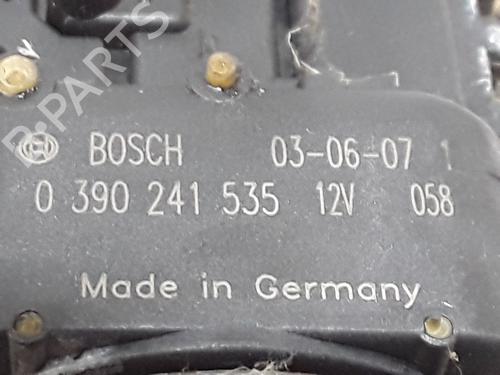 B-PARTS
BOSCH 03-06-07 1
0 390 241 535 12V 058
Made in Germany